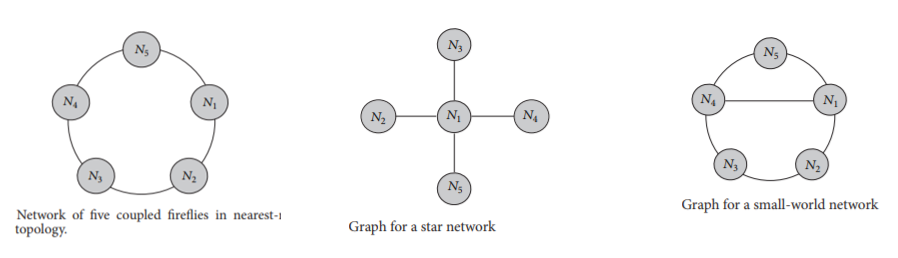 N5
N4
N1
N3
N2
Network of five coupled fireflies in nearest-
topology.
N3
N2
N1
N4
N5
Graph for a star network
N5
N4
N1
N3
N2
Graph for a small-world network